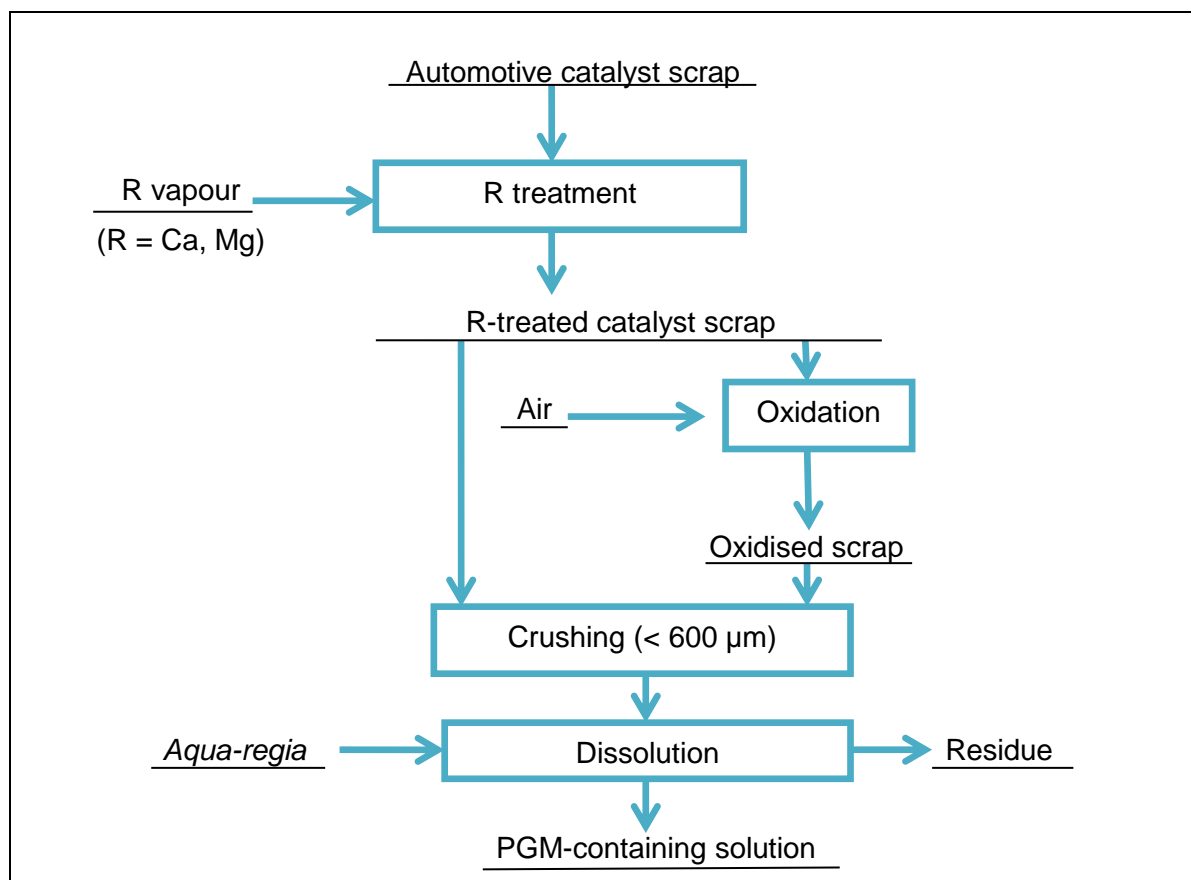 Automotive catalyst scrap
R vapour
(R = Ca, Mg)
R treatment
R-treated catalyst scrap
Air
Oxidation
Oxidised scrap
Crushing (< 600 µm)
Aqua-regia
Dissolution
Residue
PGM-containing solution